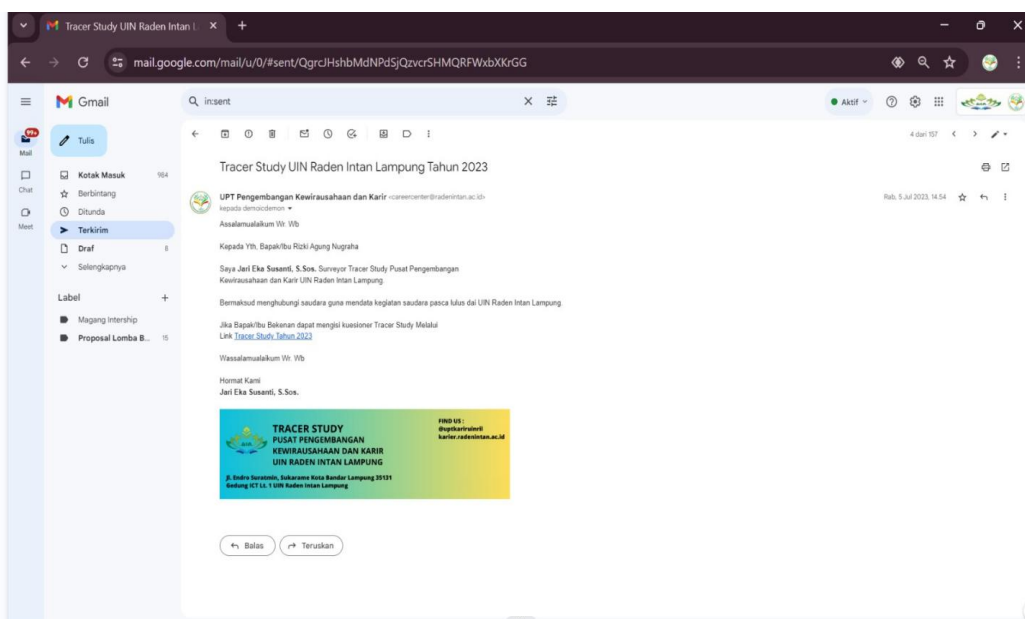 Tracer Study UIN Raden Intan L
mail.google.com/mail/u/0/#sent/QgrcJHshbMdNPdSjQzvcrSHMQRFWxbXKrGG
Gmail
in:sent
Aktif
99+
Mail
Chat
Meet
Tulis
Kotak Masuk 984
Berbintang
Ditunda
Terkirim
Draf 8
Selengkapnya
Label +
Magang Intership
Proposal Lomba B... 15
4 dari 157
Tracer Study UIN Raden Intan Lampung Tahun 2023
UPT Pengembangan Kewirausahaan dan Karir <careercenter@radenintan.ac.id>
Rab, 5 Jul 2023, 14.54
kepada demoicdemon
Assalamualaikum Wr. Wb
Kepada Yth, Bapak/Ibu Rizki Agung Nugraha
Saya Jari Eka Susanti, S.Sos. Surveyor Tracer Study Pusat Pengembangan
Kewirausahaan dan Karir UIN Raden Intan Lampung.
Bermaksud menghubungi saudara guna mendata kegiatan saudara pasca lulus dai UIN Raden Intan Lampung.
Jika Bapak/Ibu Bekenan dapat mengisi kuesioner Tracer Study Melalui
Link Tracer Study Tahun 2023
Wassalamualaikum Wr. Wb
Hormat Kami
Jari Eka Susanti, S.Sos.
TRACER STUDY
PUSAT PENGEMBANGAN
KEWIRAUSAHAAN DAN KARIR
UIN RADEN INTAN LAMPUNG
Jl. Endro Suratmin, Sukarame Kota Bandar Lampung 35131
Gedung ICT Lt. 1 UIN Raden Intan Lampung
FIND US :
@uptkariruinril
karier.radenintan.ac.id
Balas
Teruskan